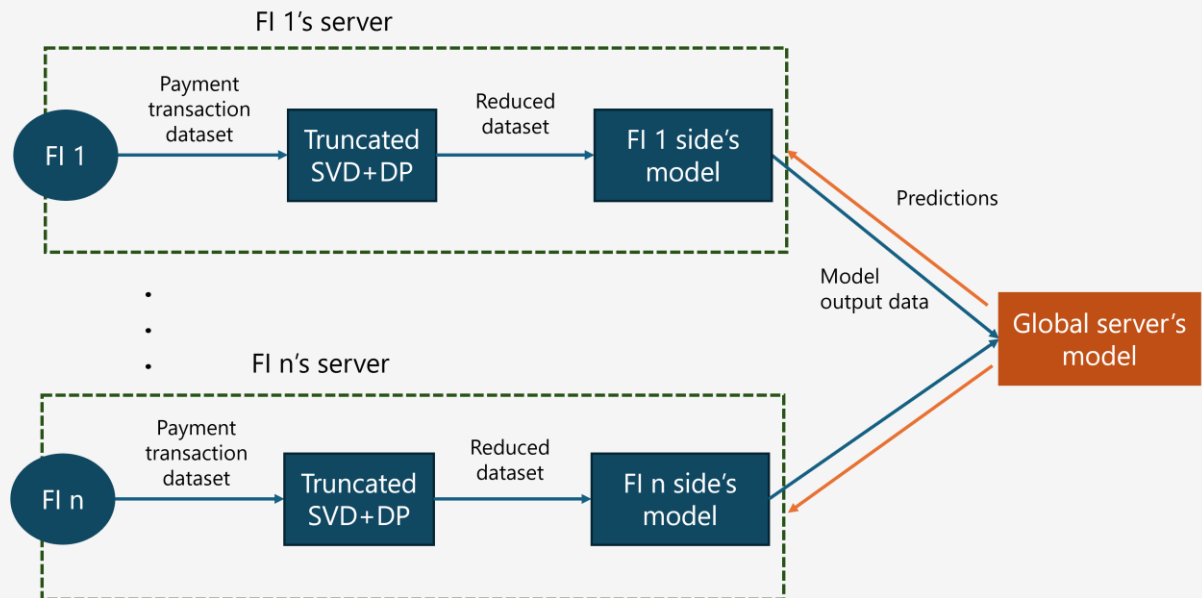 FI 1's server
Payment
transaction
dataset
Reduced
dataset
FI 1
Truncated
SVD+DP
FI 1 side's
model
Predictions
Model
output data
Global server's
model
FI n's server
Payment
transaction
dataset
Reduced
dataset
FI n
Truncated
SVD+DP
FI n side's
model